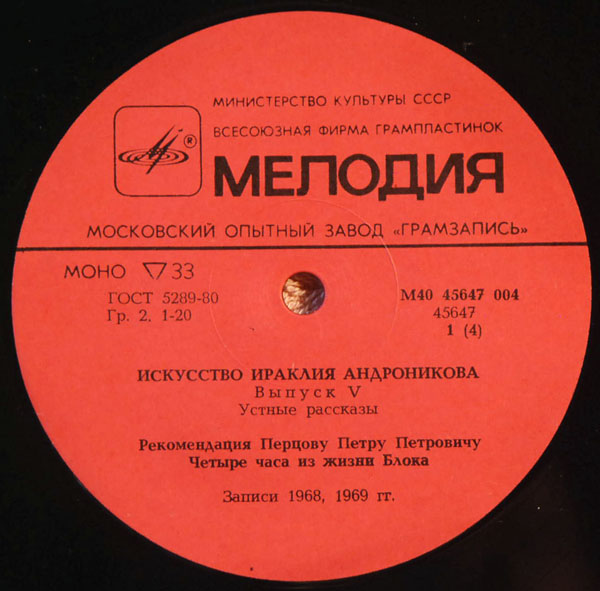 МИНИСТЕРСТВО КУЛЬТУРЫ СССР
ВСЕСОЮЗНАЯ ФИРМА ГРАМПЛАСТИНОК
®
МЕЛОДИЯ
МОСКОВСКИЙ ОПЫТНЫЙ ЗАВОД «ГРАМЗАПИСЬ»
МОНО 33
ГОСТ 5289-80
Гр. 2, 1-20
М40 45647 004
45647
1 (4)
ИСКУССТВО ИРАКЛИЯ АНДРОНИКОВА
Выпуск V
Устные рассказы
Рекомендация Перцову Петру Петровичу
Четыре часа из жизни Блока
Записи 1968, 1969 гг.